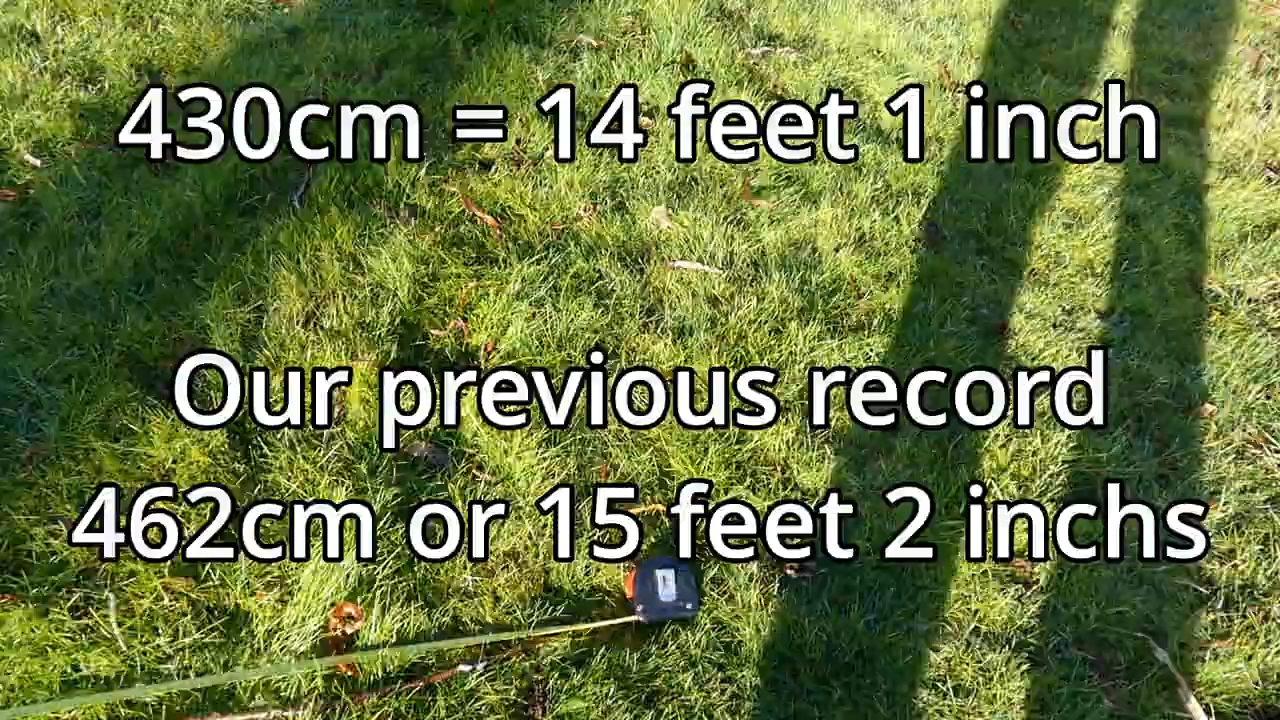 430cm = 14 feet 1 inch
Our previous record
462cm or 15 feet 2 inchs